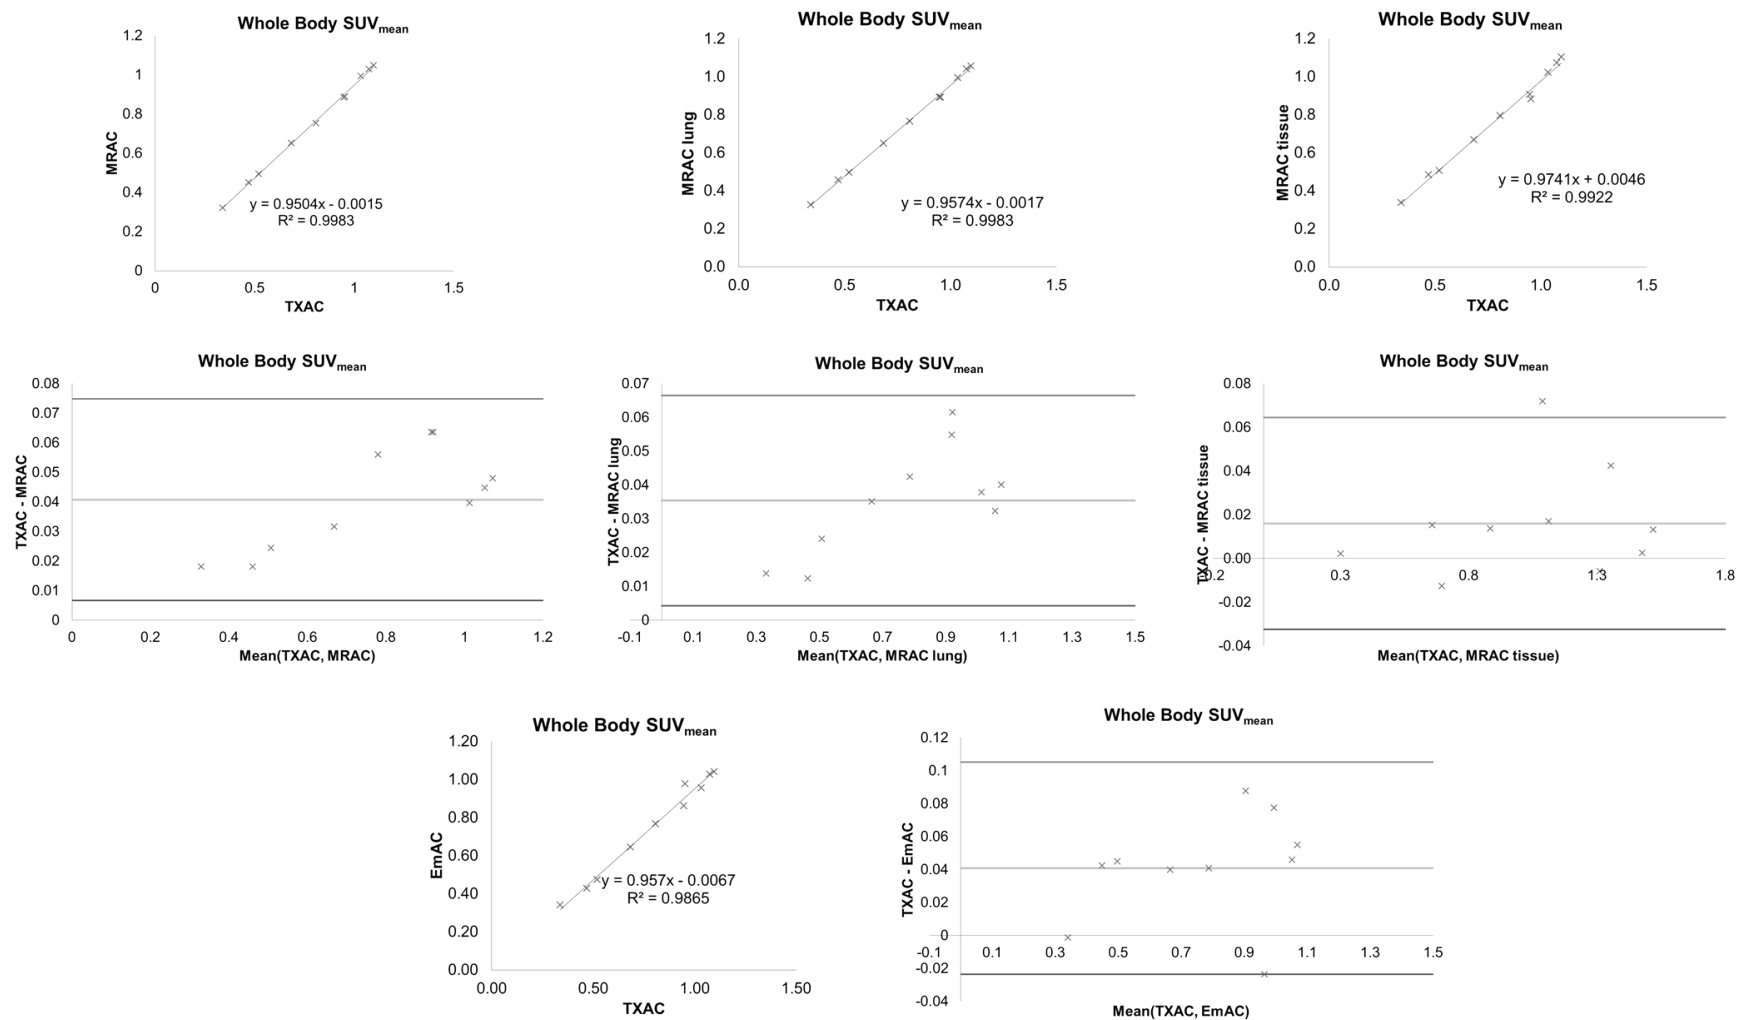 Whole Body SUVmean
MRAC
1.2
1
0.8
0.6
0.4
0.2
0
y = 0.9504x - 0.0015
R² = 0.9983
0 0.5 1 1.5
TXAC
Whole Body SUVmean
MRAC lung
1.2
1.0
0.8
0.6
0.4
0.2
0.0
y = 0.9574x - 0.0017
R² = 0.9983
0.0 0.5 1.0 1.5
TXAC
Whole Body SUVmean
MRAC tissue
1.2
1.0
0.8
0.6
0.4
0.2
0.0
y = 0.9741x + 0.0046
R² = 0.9922
0.0 0.5 1.0 1.5
TXAC
Whole Body SUVmean
TXAC - MRAC
0.08
0.07
0.06
0.05
0.04
0.03
0.02
0.01
0
0 0.2 0.4 0.6 0.8 1 1.2
Mean(TXAC, MRAC)
Whole Body SUVmean
TXAC - MRAC lung
0.07
0.06
0.05
0.04
0.03
0.02
0.01
0
-0.1 0.1 0.3 0.5 0.7 0.9 1.1 1.3 1.5
Mean(TXAC, MRAC lung)
Whole Body SUVmean
TXAC - MRAC tissue
0.08
0.06
0.04
0.02
0.00
-0.02
-0.04
0.3 0.8 1.3 1.8
Mean(TXAC, MRAC tissue)
Whole Body SUVmean
EmAC
1.20
1.00
0.80
0.60
0.40
0.20
0.00
y = 0.957x - 0.0067
R² = 0.9865
0.00 0.50 1.00 1.50
TXAC
Whole Body SUVmean
TXAC - EmAC
0.12
0.1
0.08
0.06
0.04
0.02
0
-0.02
-0.04
-0.1 0.1 0.3 0.5 0.7 0.9 1.1 1.3 1.5
Mean(TXAC, EmAC)